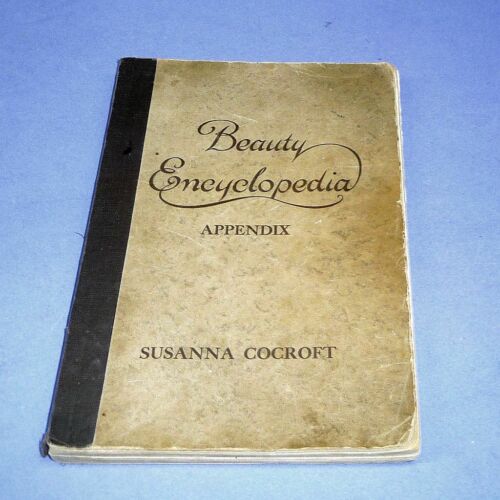 Beauty
Encyclopedia
APPENDIX
SUSANNA COCROFT